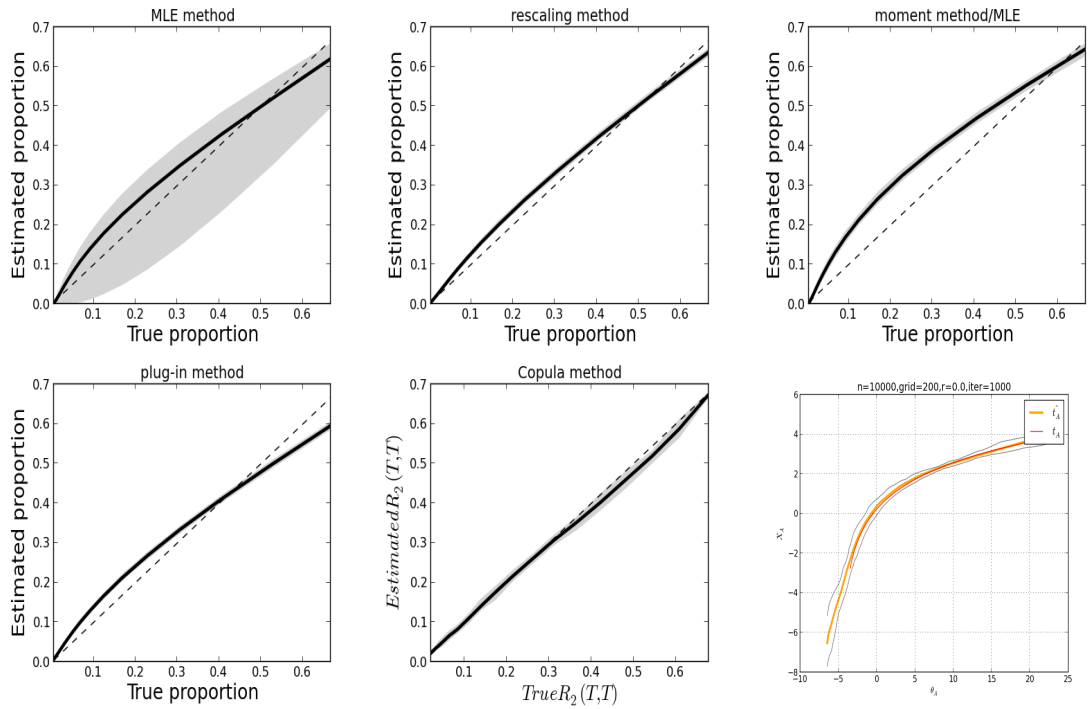 MLE method
0.7
0.6
0.5
0.4
0.3
0.2
0.1
0.0
0.1 0.2 0.3 0.4 0.5 0.6
Estimated proportion
True proportion
rescaling method
0.7
0.6
0.5
0.4
0.3
0.2
0.1
0.0
0.1 0.2 0.3 0.4 0.5 0.6
Estimated proportion
True proportion
moment method/MLE
0.7
0.6
0.5
0.4
0.3
0.2
0.1
0.0
0.1 0.2 0.3 0.4 0.5 0.6
Estimated proportion
True proportion
plug-in method
0.7
0.6
0.5
0.4
0.3
0.2
0.1
0.0
0.1 0.2 0.3 0.4 0.5 0.6
Estimated proportion
True proportion
Copula method
0.7
0.6
0.5
0.4
0.3
0.2
0.1
0.0
0.1 0.2 0.3 0.4 0.5 0.6
EstimatedR₂(T,T)
TrueR₂(T,T)
n=10000,grid=200,r=0.0,iter=1000
6
4
2
0
−2
−4
−6
−8
−10 −5 0 5 10 15 20 25
X_A
θ_A
t̂_A
t_A